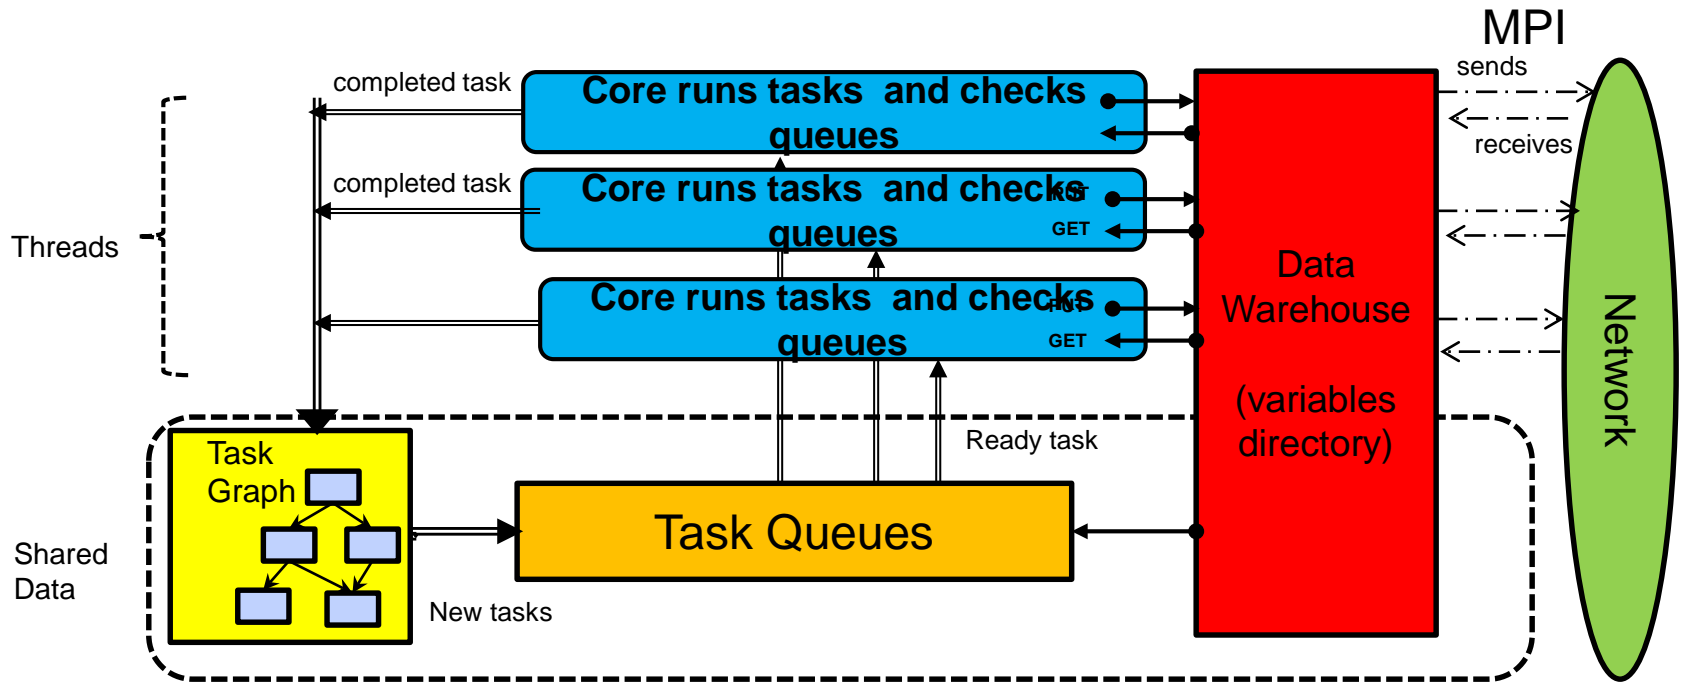 MPI
sends
completed task
Core runs tasks and checks
queues
receives
completed task
Core runs tasks and checks
PUT
GET
queues
Threads
Core runs tasks and checks
PUT
GET
queues
Data
Warehouse
(variables
directory)
Network
Ready task
Task
Graph
Task Queues
Shared
Data
New tasks